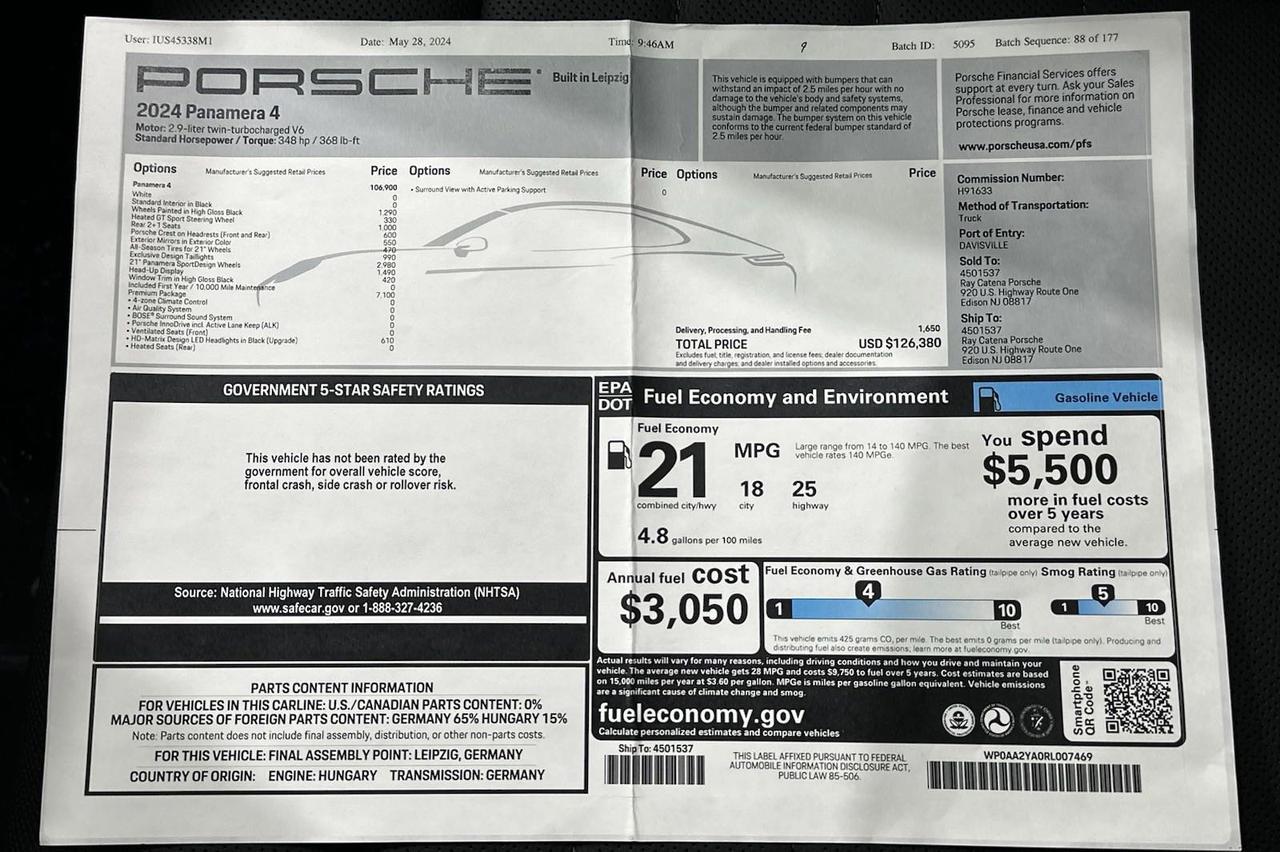 User: IUS45338M1 Date: May 28, 2024 Time: 9:46AM 9 Batch ID: 5095 Batch Sequence: 88 of 177
PORSCHE Built in Leipzig
2024 Panamera 4
Motor: 2.9-liter twin-turbocharged V6
Standard Horsepower / Torque: 348 hp / 368 lb-ft
This vehicle is equipped with bumpers that can
withstand an impact of 2.5 miles per hour with no
damage to the vehicle's body and safety systems,
although the bumper and related components may
sustain damage. The bumper system on this vehicle
conforms to the current federal bumper standard of
2.5 miles per hour.
Porsche Financial Services offers
support at every turn. Ask your Sales
Professional for more information on
Porsche lease, finance and vehicle
protections programs.
www.porscheusa.com/pfs
Options Manufacturer's Suggested Retail Prices Price
Panamera 4 106,900
White 0
Standard Interior in Black 0
Wheels Painted in High Gloss Black 1,290
Heated GT Sport Steering Wheel 330
Rear 2+1 Seats 1,000
Porsche Crest on Headrests (Front and Rear) 600
Exterior Mirrors in Exterior Color 550
All-Season Tires for 21" Wheels 470
Exclusive Design Taillights 990
21" Panamera SportDesign Wheels 2,980
Head-Up Display 1,490
Window Trim in High Gloss Black 420
Included First Year / 10,000 Mile Maintenance 0
Premium Package 7,100
• 4-zone Climate Control 0
• Air Quality System 0
• BOSE® Surround Sound System 0
• Porsche InnoDrive incl. Active Lane Keep (ALK) 0
• Ventilated Seats (Front) 0
• HD-Matrix Design LED Headlights in Black (Upgrade) 610
• Heated Seats (Rear) 0
Options Manufacturer's Suggested Retail Prices Price
• Surround View with Active Parking Support 0
Options Manufacturer's Suggested Retail Prices Price
Delivery, Processing, and Handling Fee 1,650
TOTAL PRICE USD $126,380
Excludes fuel, title, registration, and license fees; dealer documentation
and delivery charges; and dealer installed options and accessories.
Commission Number:
H91633
Method of Transportation:
Truck
Port of Entry:
DAVISVILLE
Sold To:
4501537
Ray Catena Porsche
920 U.S. Highway Route One
Edison NJ 08817
Ship To:
4501537
Ray Catena Porsche
920 U.S. Highway Route One
Edison NJ 08817
GOVERNMENT 5-STAR SAFETY RATINGS
This vehicle has not been rated by the
government for overall vehicle score,
frontal crash, side crash or rollover risk.
Source: National Highway Traffic Safety Administration (NHTSA)
www.safecar.gov or 1-888-327-4236
PARTS CONTENT INFORMATION
FOR VEHICLES IN THIS CARLINE: U.S./CANADIAN PARTS CONTENT: 0%
MAJOR SOURCES OF FOREIGN PARTS CONTENT: GERMANY 65% HUNGARY 15%
Note: Parts content does not include final assembly, distribution, or other non-parts costs.
FOR THIS VEHICLE: FINAL ASSEMBLY POINT: LEIPZIG, GERMANY
COUNTRY OF ORIGIN: ENGINE: HUNGARY TRANSMISSION: GERMANY
EPA
DOT
Fuel Economy and Environment
Gasoline Vehicle
Fuel Economy
21 MPG
Large range from 14 to 140 MPG. The best
vehicle rates 140 MPGe.
18 25
combined city/hwy city highway
4.8 gallons per 100 miles
You spend
$5,500
more in fuel costs
over 5 years
compared to the
average new vehicle.
Annual fuel cost
$3,050
Fuel Economy & Greenhouse Gas Rating (tailpipe only)
4
1 10
Best
Smog Rating (tailpipe only)
5
1 10
Best
This vehicle emits 425 grams CO₂ per mile. The best emits 0 grams per mile (tailpipe only). Producing and
distributing fuel also create emissions; learn more at fueleconomy.gov.
Actual results will vary for many reasons, including driving conditions and how you drive and maintain your
vehicle. The average new vehicle gets 28 MPG and costs $9,750 to fuel over 5 years. Cost estimates are based
on 15,000 miles per year at $3.60 per gallon. MPGe is miles per gasoline gallon equivalent. Vehicle emissions
are a significant cause of climate change and smog.
fueleconomy.gov
Calculate personalized estimates and compare vehicles
Smartphone
QR Code
Ship To: 4501537
THIS LABEL AFFIXED PURSUANT TO FEDERAL
AUTOMOBILE INFORMATION DISCLOSURE ACT,
PUBLIC LAW 85-506.
WP0AA2YA0RL007469